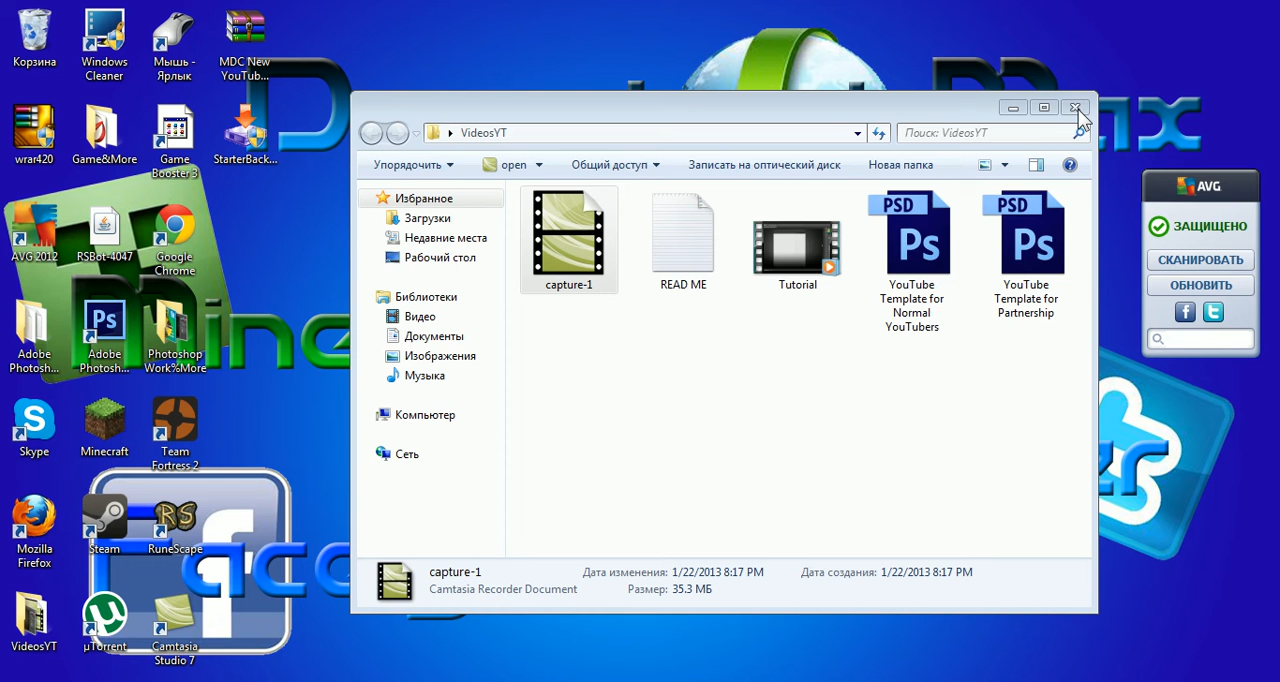 Корзина
Windows
Cleaner
Мышь -
Ярлык
MDC New
YouTub...
wrar420
Game&More
Game
Booster 3
StarterBack...
AVG 2012
RSBot-4047
Google
Chrome
Adobe
Photosh...
Adobe
Photosh...
Photoshop
Work%More
Skype
Minecraft
Team
Fortress 2
Mozilla
Firefox
Steam
RuneScape
VideosYT
µTorrent
Camtasia
Studio 7
VideosYT
Поиск: VideosYT
Упорядочить
open
Общий доступ
Записать на оптический диск
Новая папка
Избранное
Загрузки
Недавние места
Рабочий стол
Библиотеки
Видео
Документы
Изображения
Музыка
Компьютер
Сеть
capture-1
READ ME
Tutorial
PSD
Ps
YouTube
Template for
Normal
YouTubers
PSD
Ps
YouTube
Template for
Partnership
capture-1
Дата изменения: 1/22/2013 8:17 PM
Дата создания: 1/22/2013 8:17 PM
Camtasia Recorder Document
Размер: 35.3 МБ
AVG
ЗАЩИЩЕНО
СКАНИРОВАТЬ
ОБНОВИТЬ